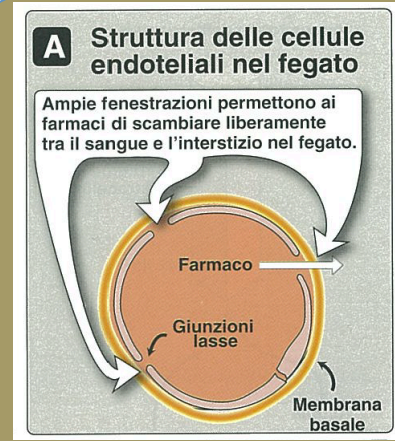 A
Struttura delle cellule
endoteliali nel fegato
Ampie fenestrazioni permettono ai
farmaci di scambiare liberamente
tra il sangue e l'interstizio nel fegato.
Farmaco
Giunzioni
lasse
Membrana
basale